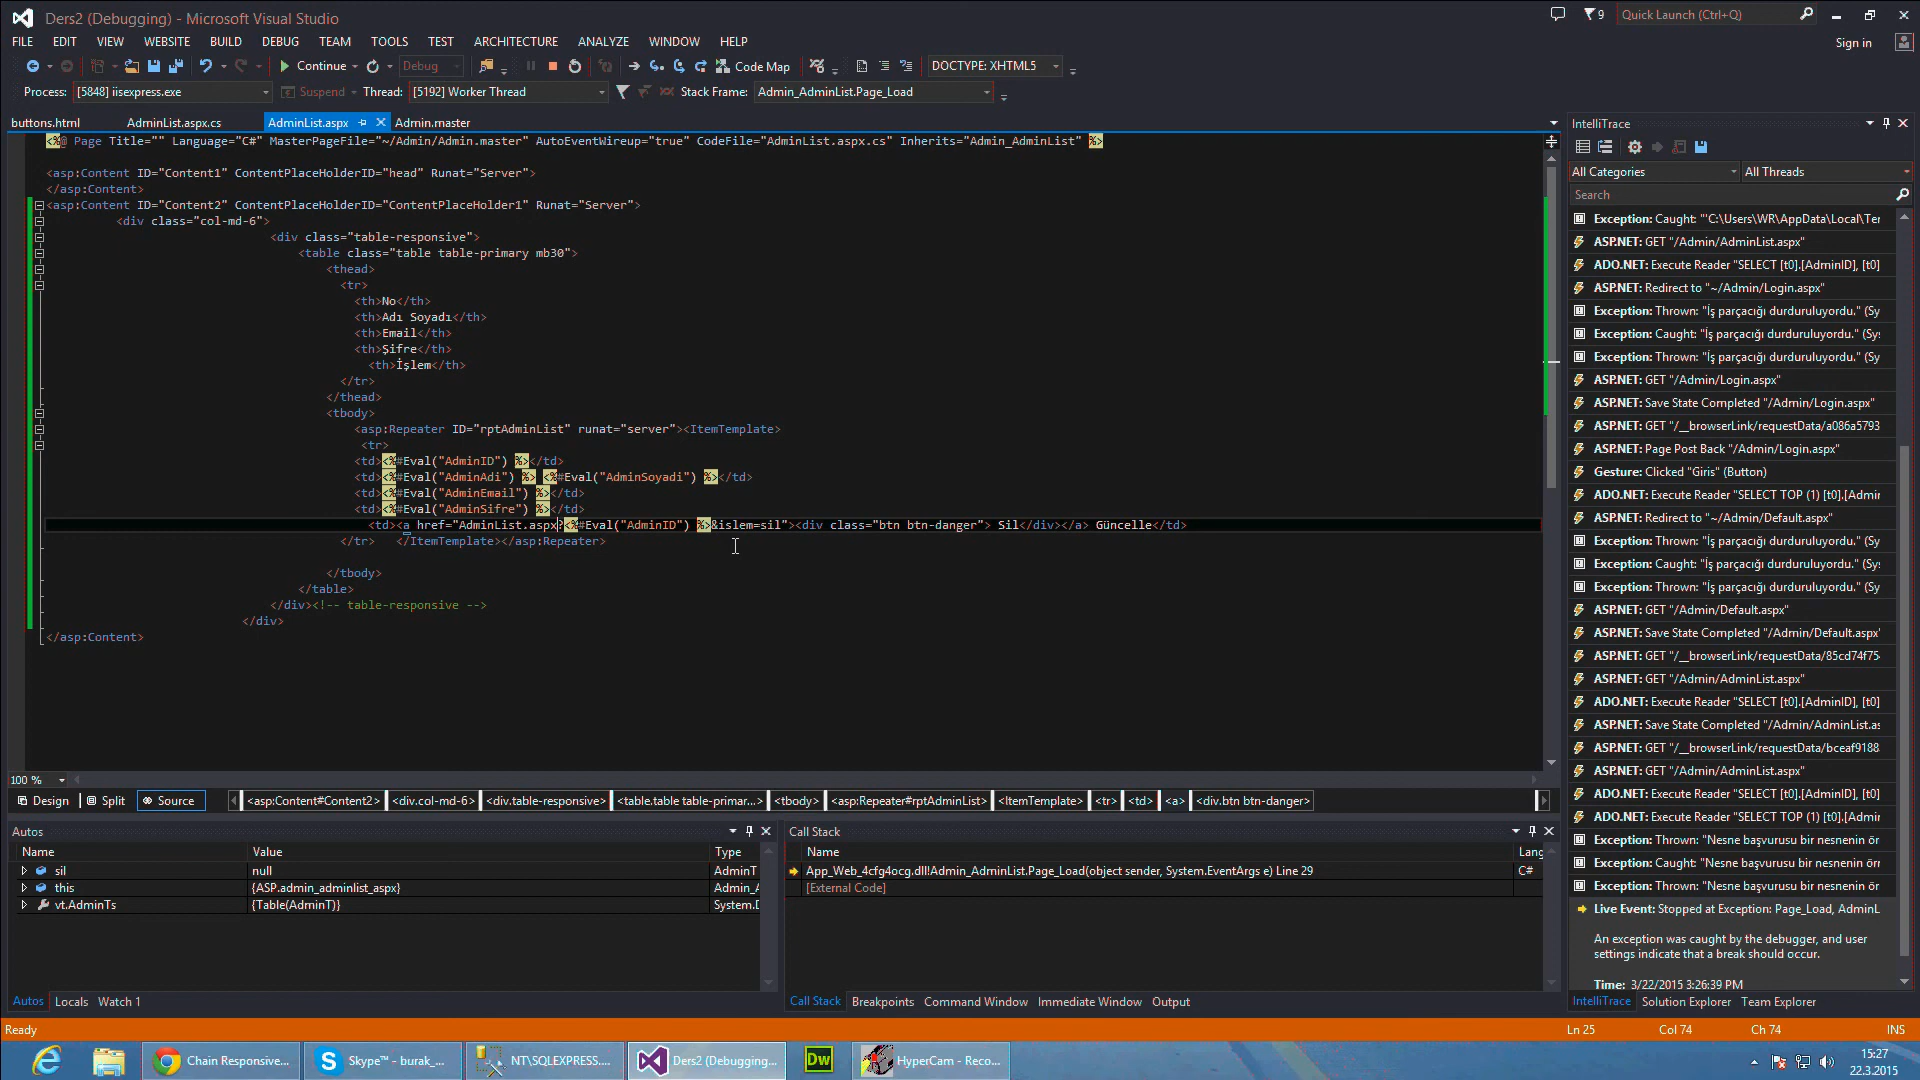 Ders2 (Debugging) - Microsoft Visual Studio
9
Quick Launch (Ctrl+Q)
FILE EDIT VIEW WEBSITE BUILD DEBUG TEAM TOOLS TEST ARCHITECTURE ANALYZE WINDOW HELP
Sign in
Continue Debug Code Map DOCTYPE: XHTML5
Process: [5848] iisexpress.exe Suspend Thread: [5192] Worker Thread Stack Frame: Admin_AdminList.Page_Load
buttons.html AdminList.aspx.cs AdminList.aspx Admin.master
<%@ Page Title="" Language="C#" MasterPageFile="~/Admin/Admin.master" AutoEventWireup="true" CodeFile="AdminList.aspx.cs" Inherits="Admin_AdminList" %>
<asp:Content ID="Content1" ContentPlaceHolderID="head" Runat="Server">
</asp:Content>
<asp:Content ID="Content2" ContentPlaceHolderID="ContentPlaceHolder1" Runat="Server">
<div class="col-md-6">
<div class="table-responsive">
<table class="table table-primary mb30">
<thead>
<tr>
<th>No</th>
<th>Adı Soyadı</th>
<th>Email</th>
<th>Şifre</th>
<th>İşlem</th>
</tr>
</thead>
<tbody>
<asp:Repeater ID="rptAdminList" runat="server"><ItemTemplate>
<tr>
<td><%#Eval("AdminID") %></td>
<td><%#Eval("AdminAdi") %> <%#Eval("AdminSoyadi") %></td>
<td><%#Eval("AdminEmail") %></td>
<td><%#Eval("AdminSifre") %></td>
<td><a href="AdminList.aspx?<%#Eval("AdminID") %>&islem=sil"><div class="btn btn-danger"> Sil</div></a> Güncelle</td>
</tr> </ItemTemplate></asp:Repeater>
</tbody>
</table>
</div><!-- table-responsive -->
</div>
</asp:Content>
100 %
Design Split Source <asp:Content#Content2> <div.col-md-6> <div.table-responsive> <table.table table-primar...> <tbody> <asp:Repeater#rptAdminList> <ItemTemplate> <tr> <td> <a> <div.btn btn-danger>
Autos
Name Value Type
sil null AdminT
this {ASP.admin_adminlist_aspx} Admin_A
vt.AdminTs {Table(AdminT)} System.D
Autos Locals Watch 1
Call Stack
Name Lang
App_Web_4cfg4ocg.dll!Admin_AdminList.Page_Load(object sender, System.EventArgs e) Line 29 C#
[External Code]
Call Stack Breakpoints Command Window Immediate Window Output
IntelliTrace
All Categories All Threads
Search
Exception: Caught: "'C:\Users\WR\AppData\Local\Ter
ASP.NET: GET "/Admin/AdminList.aspx"
ADO.NET: Execute Reader "SELECT [t0].[AdminID], [t0]
ASP.NET: Redirect to "~/Admin/Login.aspx"
Exception: Thrown: "İş parçacığı durduruluyordu." (Sy
Exception: Caught: "İş parçacığı durduruluyordu." (Sy
Exception: Thrown: "İş parçacığı durduruluyordu." (Sy
ASP.NET: GET "/Admin/Login.aspx"
ASP.NET: Save State Completed "/Admin/Login.aspx"
ASP.NET: GET "/__browserLink/requestData/a086a5793
ASP.NET: Page Post Back "/Admin/Login.aspx"
Gesture: Clicked "Giris" (Button)
ADO.NET: Execute Reader "SELECT TOP (1) [t0].[Admin
ASP.NET: Redirect to "~/Admin/Default.aspx"
Exception: Thrown: "İş parçacığı durduruluyordu." (Sy
Exception: Caught: "İş parçacığı durduruluyordu." (Sy
Exception: Thrown: "İş parçacığı durduruluyordu." (Sy
ASP.NET: GET "/Admin/Default.aspx"
ASP.NET: Save State Completed "/Admin/Default.aspx"
ASP.NET: GET "/__browserLink/requestData/85cd74f75
ASP.NET: GET "/Admin/AdminList.aspx"
ADO.NET: Execute Reader "SELECT [t0].[AdminID], [t0]
ASP.NET: Save State Completed "/Admin/AdminList.as
ASP.NET: GET "/__browserLink/requestData/bceaf9188
ASP.NET: GET "/Admin/AdminList.aspx"
ADO.NET: Execute Reader "SELECT [t0].[AdminID], [t0]
ADO.NET: Execute Reader "SELECT TOP (1) [t0].[Admin
Exception: Thrown: "Nesne başvurusu bir nesnenin ör
Exception: Caught: "Nesne başvurusu bir nesnenin örr
Exception: Thrown: "Nesne başvurusu bir nesnenin ör
Live Event: Stopped at Exception: Page_Load, AdminL
An exception was caught by the debugger, and user
settings indicate that a break should occur.
Time: 3/22/2015 3:26:39 PM
IntelliTrace Solution Explorer Team Explorer
Ready Ln 25 Col 74 Ch 74 INS
Chain Responsive... Skype™ - burak_... NT\SQLEXPRESS.... Ders2 (Debugging... Dw HyperCam - Reco...
15:27
22.3.2015